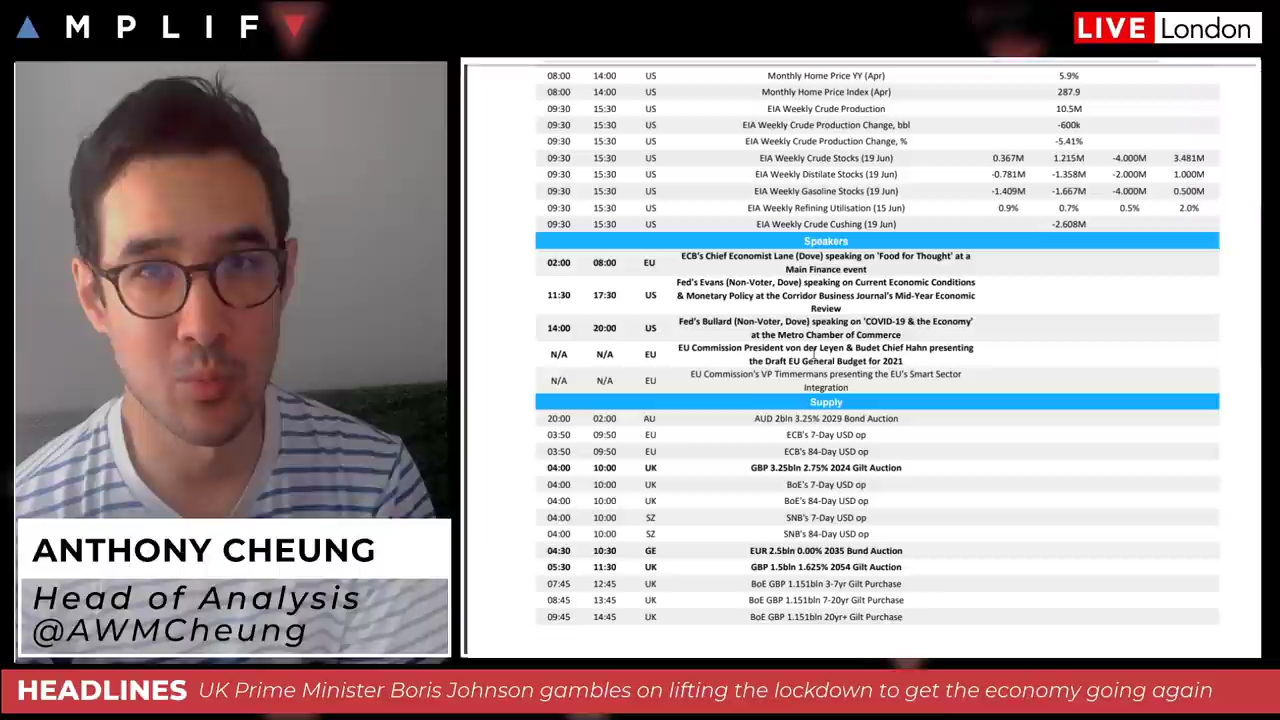 AMPLIFY
LIVE London
08:00 14:00 US Monthly Home Price YY (Apr) 5.9%
08:00 14:00 US Monthly Home Price Index (Apr) 287.9
09:30 15:30 US EIA Weekly Crude Production 10.5M
09:30 15:30 US EIA Weekly Crude Production Change, bbl -600k
09:30 15:30 US EIA Weekly Crude Production Change, % -5.41%
09:30 15:30 US EIA Weekly Crude Stocks (19 Jun) 0.367M 1.215M -4.000M 3.481M
09:30 15:30 US EIA Weekly Distilate Stocks (19 Jun) -0.781M -1.358M -2.000M 1.000M
09:30 15:30 US EIA Weekly Gasoline Stocks (19 Jun) -1.409M -1.667M -4.000M 0.500M
09:30 15:30 US EIA Weekly Refining Utilisation (15 Jun) 0.9% 0.7% 0.5% 2.0%
09:30 15:30 US EIA Weekly Crude Cushing (19 Jun) -2.608M
Speakers
02:00 08:00 EU ECB's Chief Economist Lane (Dove) speaking on 'Food for Thought' at a
Main Finance event
11:30 17:30 US Fed's Evans (Non-Voter, Dove) speaking on Current Economic Conditions
& Monetary Policy at the Corridor Business Journal's Mid-Year Economic
Review
14:00 20:00 US Fed's Bullard (Non-Voter, Dove) speaking on 'COVID-19 & the Economy'
at the Metro Chamber of Commerce
N/A N/A EU EU Commission President von der Leyen & Budet Chief Hahn presenting
the Draft EU General Budget for 2021
N/A N/A EU EU Commission's VP Timmermans presenting the EU's Smart Sector
Integration
Supply
20:00 02:00 AU AUD 2bln 3.25% 2029 Bond Auction
03:50 09:50 EU ECB's 7-Day USD op
03:50 09:50 EU ECB's 84-Day USD op
04:00 10:00 UK GBP 3.25bln 2.75% 2024 Gilt Auction
04:00 10:00 UK BoE's 7-Day USD op
04:00 10:00 UK BoE's 84-Day USD op
04:00 10:00 SZ SNB's 7-Day USD op
04:00 10:00 SZ SNB's 84-Day USD op
04:30 10:30 GE EUR 2.5bln 0.00% 2035 Bund Auction
05:30 11:30 UK GBP 1.5bln 1.625% 2054 Gilt Auction
07:45 12:45 UK BoE GBP 1.151bln 3-7yr Gilt Purchase
08:45 13:45 UK BoE GBP 1.151bln 7-20yr Gilt Purchase
09:45 14:45 UK BoE GBP 1.151bln 20yr+ Gilt Purchase
ANTHONY CHEUNG
Head of Analysis
@AWMCheung
HEADLINES UK Prime Minister Boris Johnson gambles on lifting the lockdown to get the economy going again